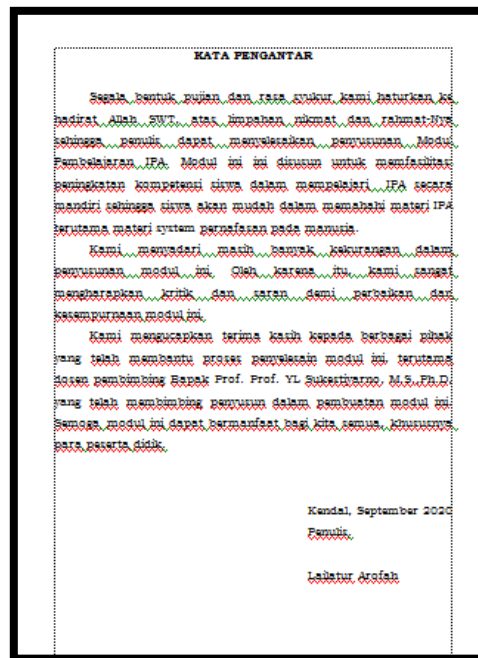 KATA PENGANTAR
Segala bentuk pujian dan rasa syukur kami haturkan ke
hadirat Allah SWT, atas limpahan nikmat dan rahmat-Nya
sehingga penulis dapat menyelesaikan penyusunan Modul
Pembelajaran IPA. Modul ini ini disusun untuk memfasilitas
peningkatan kompetensi siswa dalam mempelajari IPA secara
mandiri sehingga siswa akan mudah dalam memahahi materi IPA
terutama materi system pernafasan pada manusia.
Kami menyadari masih banyak kekurangan dalam
penyusunan modul ini. Oleh karena itu, kami sangat
mengharapkan kritik dan saran demi perbaikan dan
kesempurnaan modul ini.
Kami mengucapkan terima kasih kepada berbagai pihak
yang telah membantu proses penyelesain modul ini, terutama
dosen pembimbing Bapak Prof. Prof. YL Sukestiyarno, M.S.,Ph.D.
yang telah membimbing penyusun dalam pembuatan modul ini.
Semoga modul ini dapat bermanfaat bagi kita semua, khususnya
para peserta didik.
Kendal, September 2020
Penulis,
Lailatur Arofah